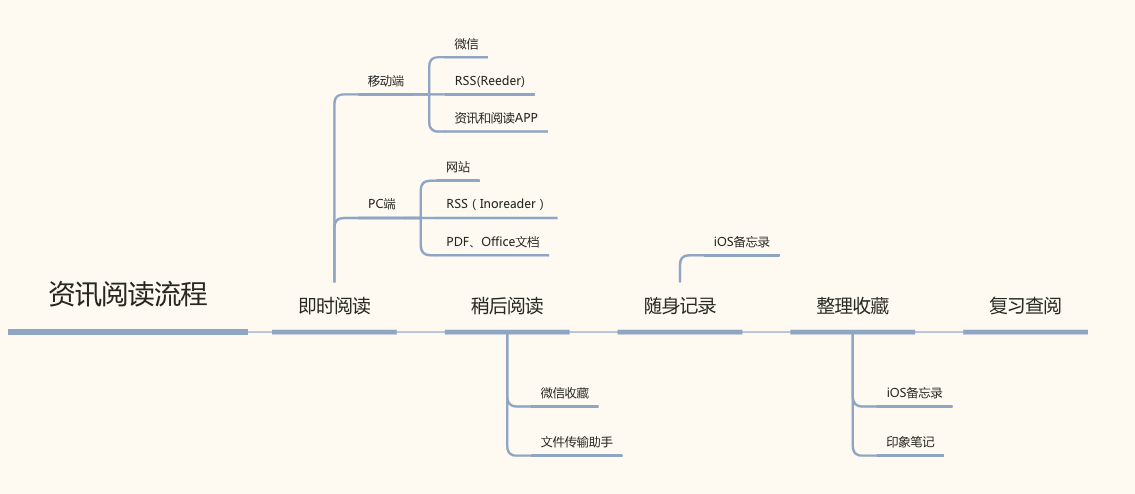 微信
移动端
RSS(Reeder)
资讯和阅读APP
网站
PC端
RSS（Inoreader）
PDF、Office文档
iOS备忘录
资讯阅读流程
即时阅读
稍后阅读
随身记录
整理收藏
复习查阅
微信收藏
iOS备忘录
文件传输助手
印象笔记